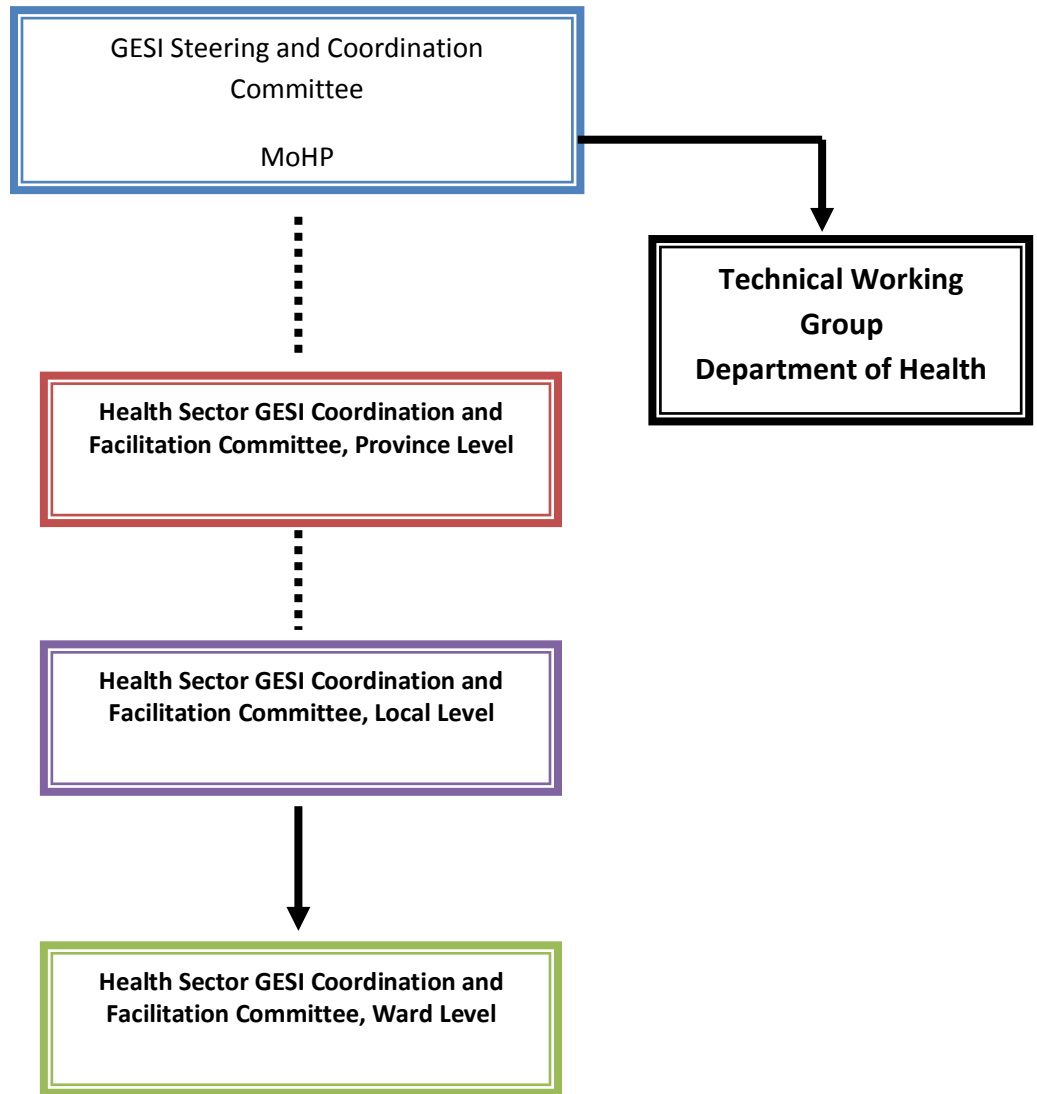 GESI Steering and Coordination
Committee
MoHP
Technical Working
Group
Department of Health
Health Sector GESI Coordination and
Facilitation Committee, Province Level
Health Sector GESI Coordination and
Facilitation Committee, Local Level
Health Sector GESI Coordination and
Facilitation Committee, Ward Level